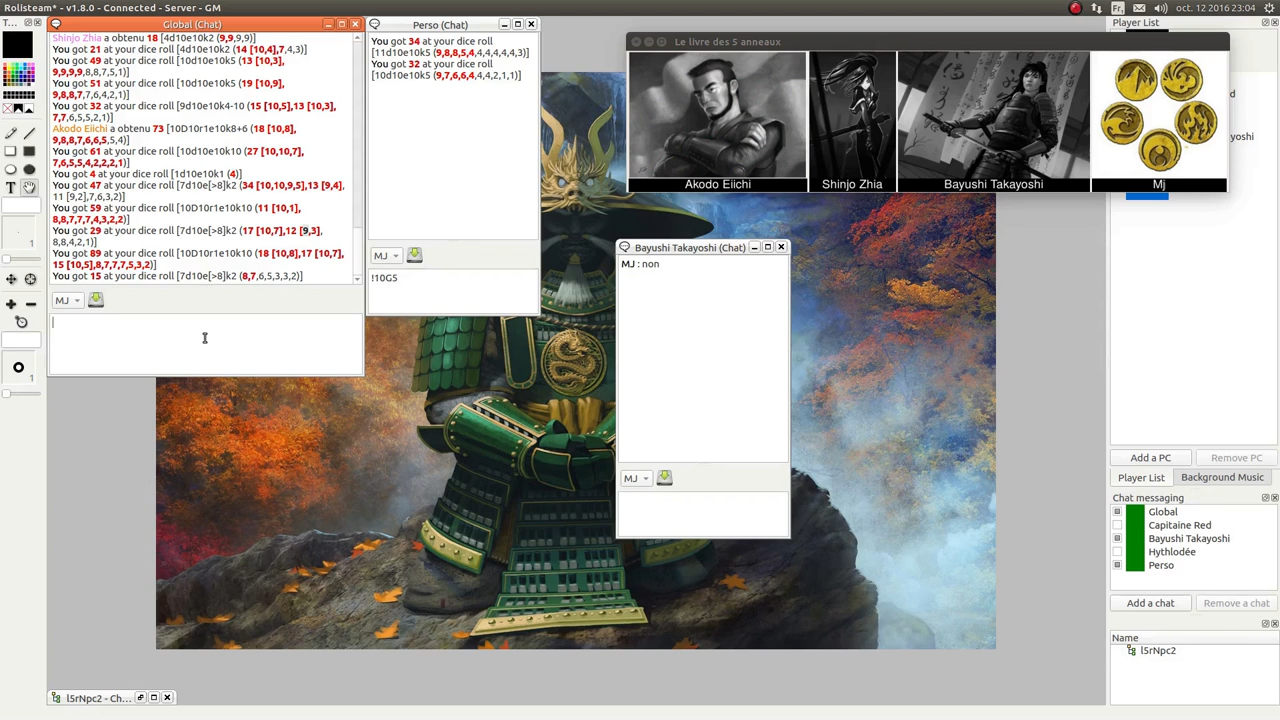 Rolisteam* - v1.8.0 - Connected - Server - GM
Fr
oct. 12 2016 23:04
T...
Global (Chat)
Shinjo Zhia a obtenu 18 [4d10e10k2 (9,9,9,9)]
You got 21 at your dice roll [4d10e10k2 (14 [10,4],7,4,3)]
You got 49 at your dice roll [10d10e10k5 (13 [10,3],
9,9,9,9,8,8,7,5,1)]
You got 51 at your dice roll [10d10e10k5 (19 [10,9],
9,8,8,7,7,6,4,2,1)]
You got 32 at your dice roll [9d10e10k4-10 (15 [10,5],13 [10,3],
7,7,6,5,5,2,1)]
Akodo Eiichi a obtenu 73 [10D10r1e10k8+6 (18 [10,8],
9,8,8,7,6,6,5,5,4)]
You got 61 at your dice roll [10d10e10k10 (27 [10,10,7],
7,6,5,5,4,2,2,2,1)]
You got 4 at your dice roll [1d10e10k1 (4)]
You got 47 at your dice roll [7d10e[>8]k2 (34 [10,10,9,5],13 [9,4],
11 [9,2],7,6,3,2)]
You got 59 at your dice roll [10D10r1e10k10 (11 [10,1],
8,8,7,7,7,4,3,2,2)]
You got 29 at your dice roll [7d10e[>8]k2 (17 [10,7],12 [9,3],
8,8,4,2,1)]
You got 89 at your dice roll [10D10r1e10k10 (18 [10,8],17 [10,7],
15 [10,5],8,7,7,7,5,3,2)]
You got 15 at your dice roll [7d10e[>8]k2 (8,7,6,5,3,3,2)]
MJ
Perso (Chat)
You got 34 at your dice roll
[11d10e10k5 (9,8,8,5,4,4,4,4,4,4,3)]
You got 32 at your dice roll
[10d10e10k5 (9,7,6,6,4,4,4,2,1,1)]
MJ
!10G5
Le livre des 5 anneaux
Akodo Eiichi
Shinjo Zhia
Bayushi Takayoshi
Mj
Bayushi Takayoshi (Chat)
MJ : non
MJ
T
1
1
Player List
Add a PC
Remove PC
Player List
Background Music
Chat messaging
Global
Capitaine Red
Bayushi Takayoshi
Hythlodée
Perso
Add a chat
Remove a chat
Name
l5rNpc2
l5rNpc2 - Ch...